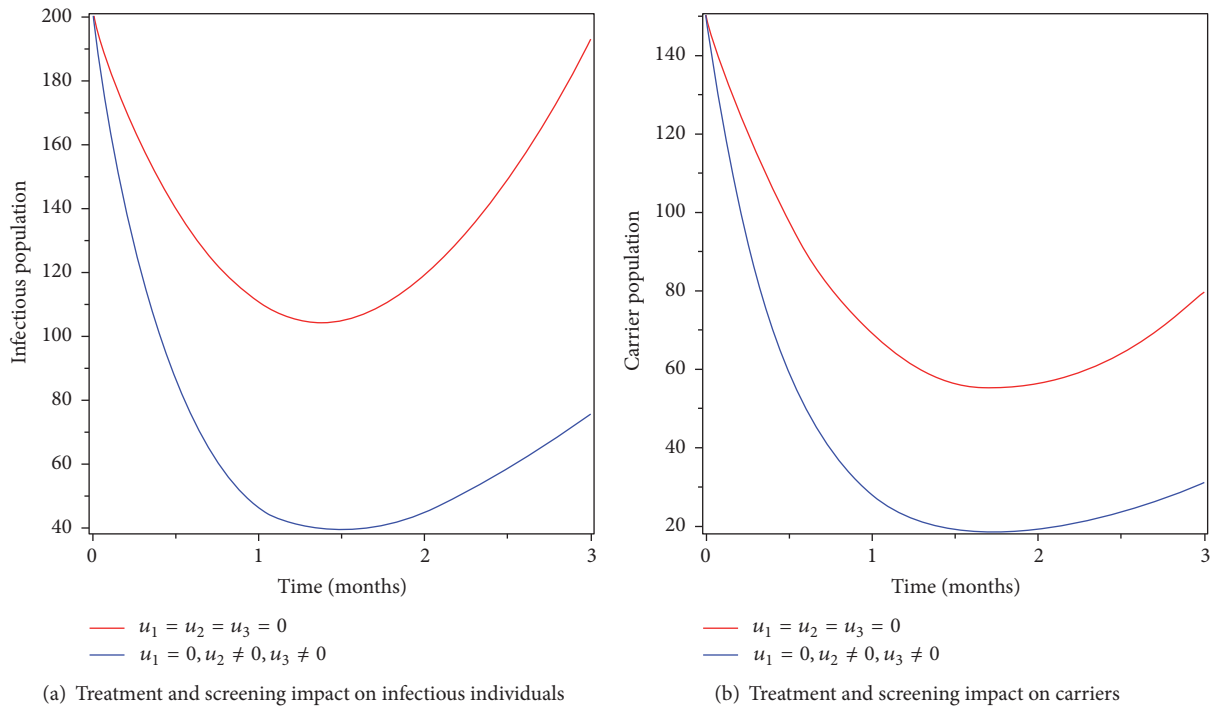 200
180
160
140
120
100
80
60
40
Infectious population
0
1
2
3
Time (months)
u₁ = u₂ = u₃ = 0
u₁ = 0, u₂ ≠ 0, u₃ ≠ 0
(a) Treatment and screening impact on infectious individuals
140
120
100
80
60
40
20
Carrier population
0
1
2
3
Time (months)
u₁ = u₂ = u₃ = 0
u₁ = 0, u₂ ≠ 0, u₃ ≠ 0
(b) Treatment and screening impact on carriers